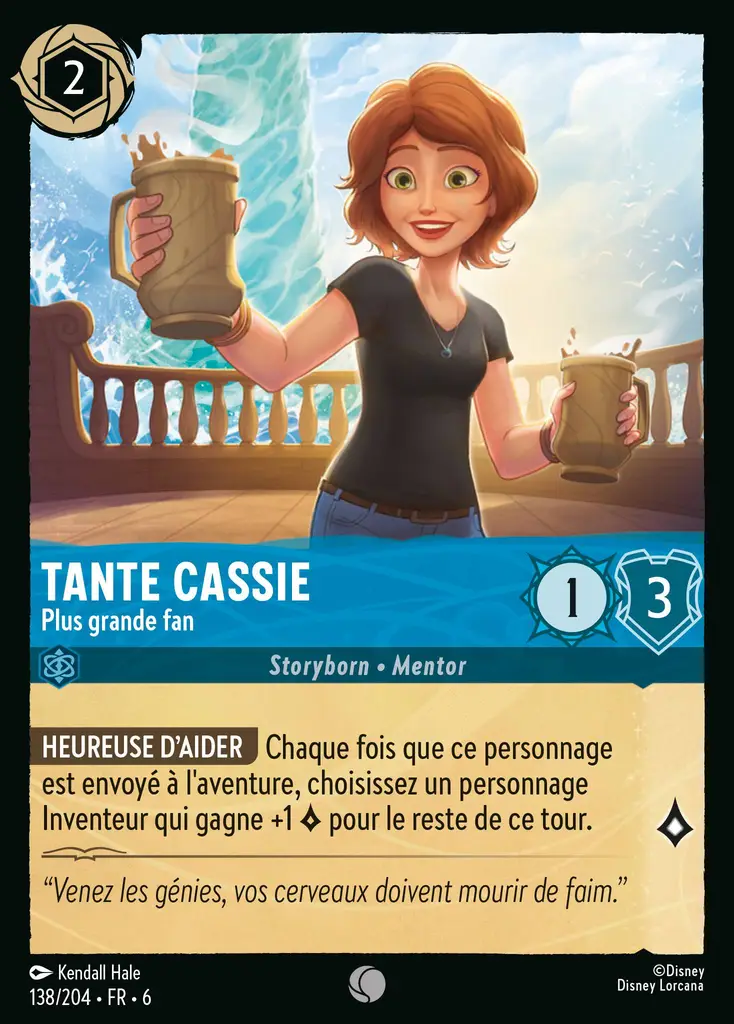 2
TANTE CASSIE
Plus grande fan
1
3
Storyborn • Mentor
HEUREUSE D'AIDER Chaque fois que ce personnage
est envoyé à l'aventure, choisissez un personnage
Inventeur qui gagne +1 pour le reste de ce tour.
“Venez les génies, vos cerveaux doivent mourir de faim.”
Kendall Hale
138/204 • FR • 6
©Disney
Disney Lorcana